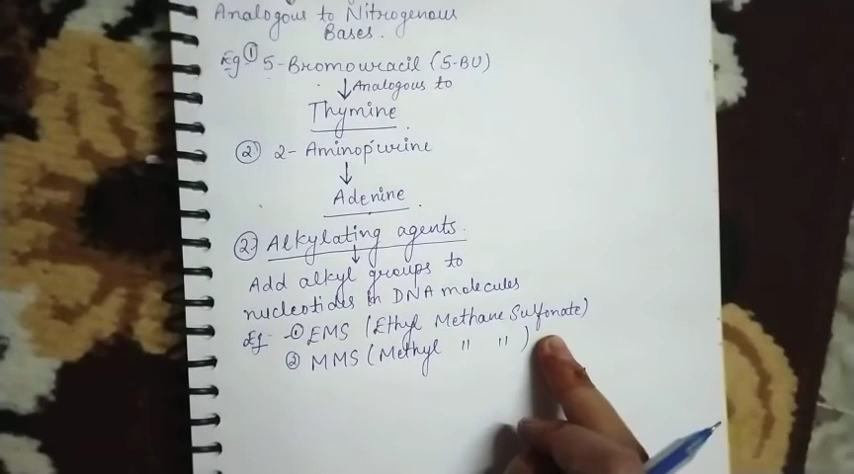 Analogous to Nitrogenous
Bases.
Eg ① 5-Bromouracil (5-BU)
↓ Analogous to
Thymine.
② 2-Aminopurine
↓
Adenine.
②) Alkylating agents.
↓
Add alkyl groups to
nucleotides in DNA molecules
Eg - ① EMS (Ethyl Methane Sulfonate)
② MMS (Methyl " ")